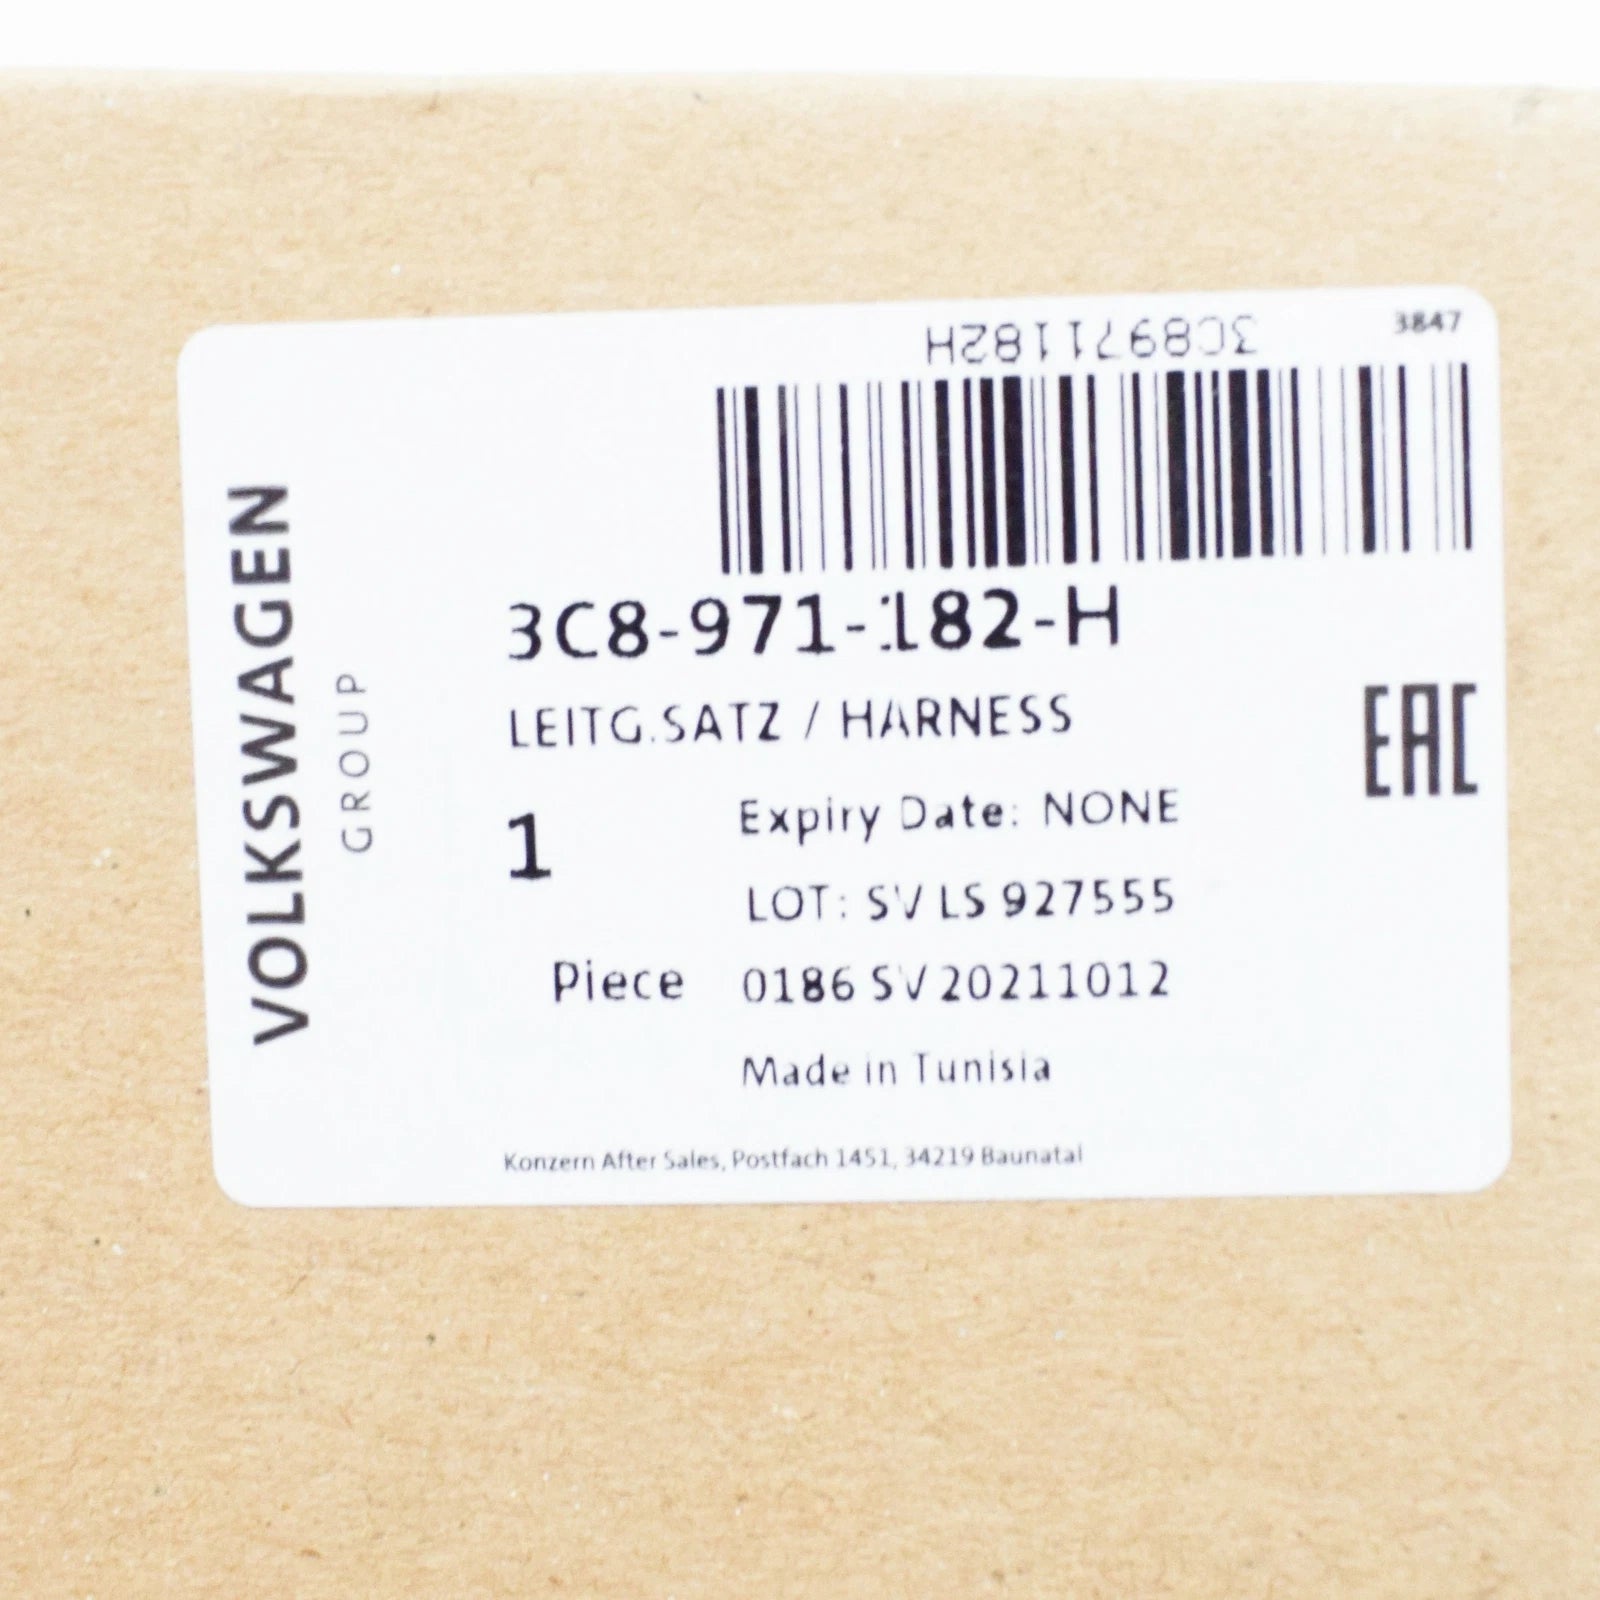 3847
3C8971182H
3C8-971-182-H
LEITG.SATZ / HARNESS
EAC
1
Expiry Date: NONE
LOT: SV LS 927555
Piece
0186 SV 20211012
Made in Tunisia
Konzern After Sales, Postfach 1451, 34219 Baunatal
VOLKSWAGEN
GROUP